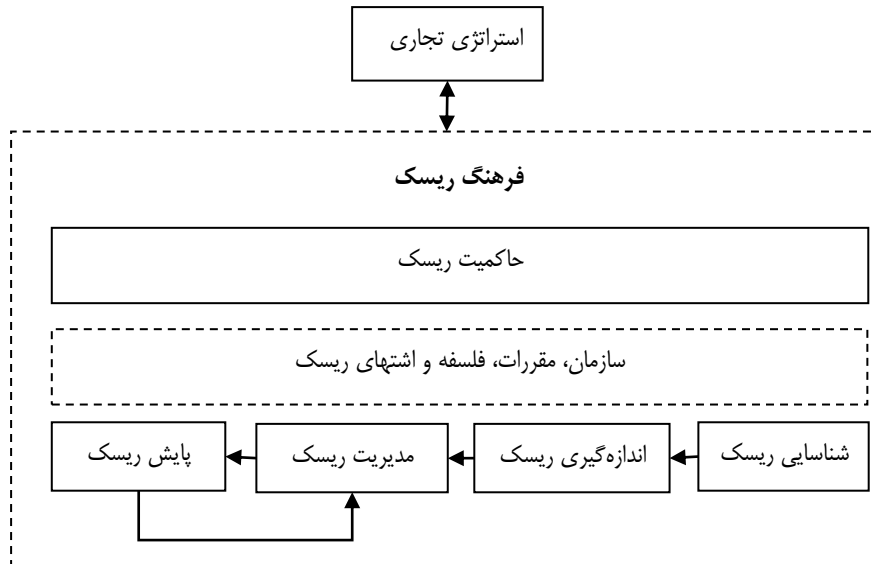 استراتژی تجاری
فرهنگ ریسک
حاکمیت ریسک
سازمان، مقررات، فلسفه و اشتهای ریسک
شناسایی ریسک
اندازه‌گیری ریسک
مدیریت ریسک
پایش ریسک